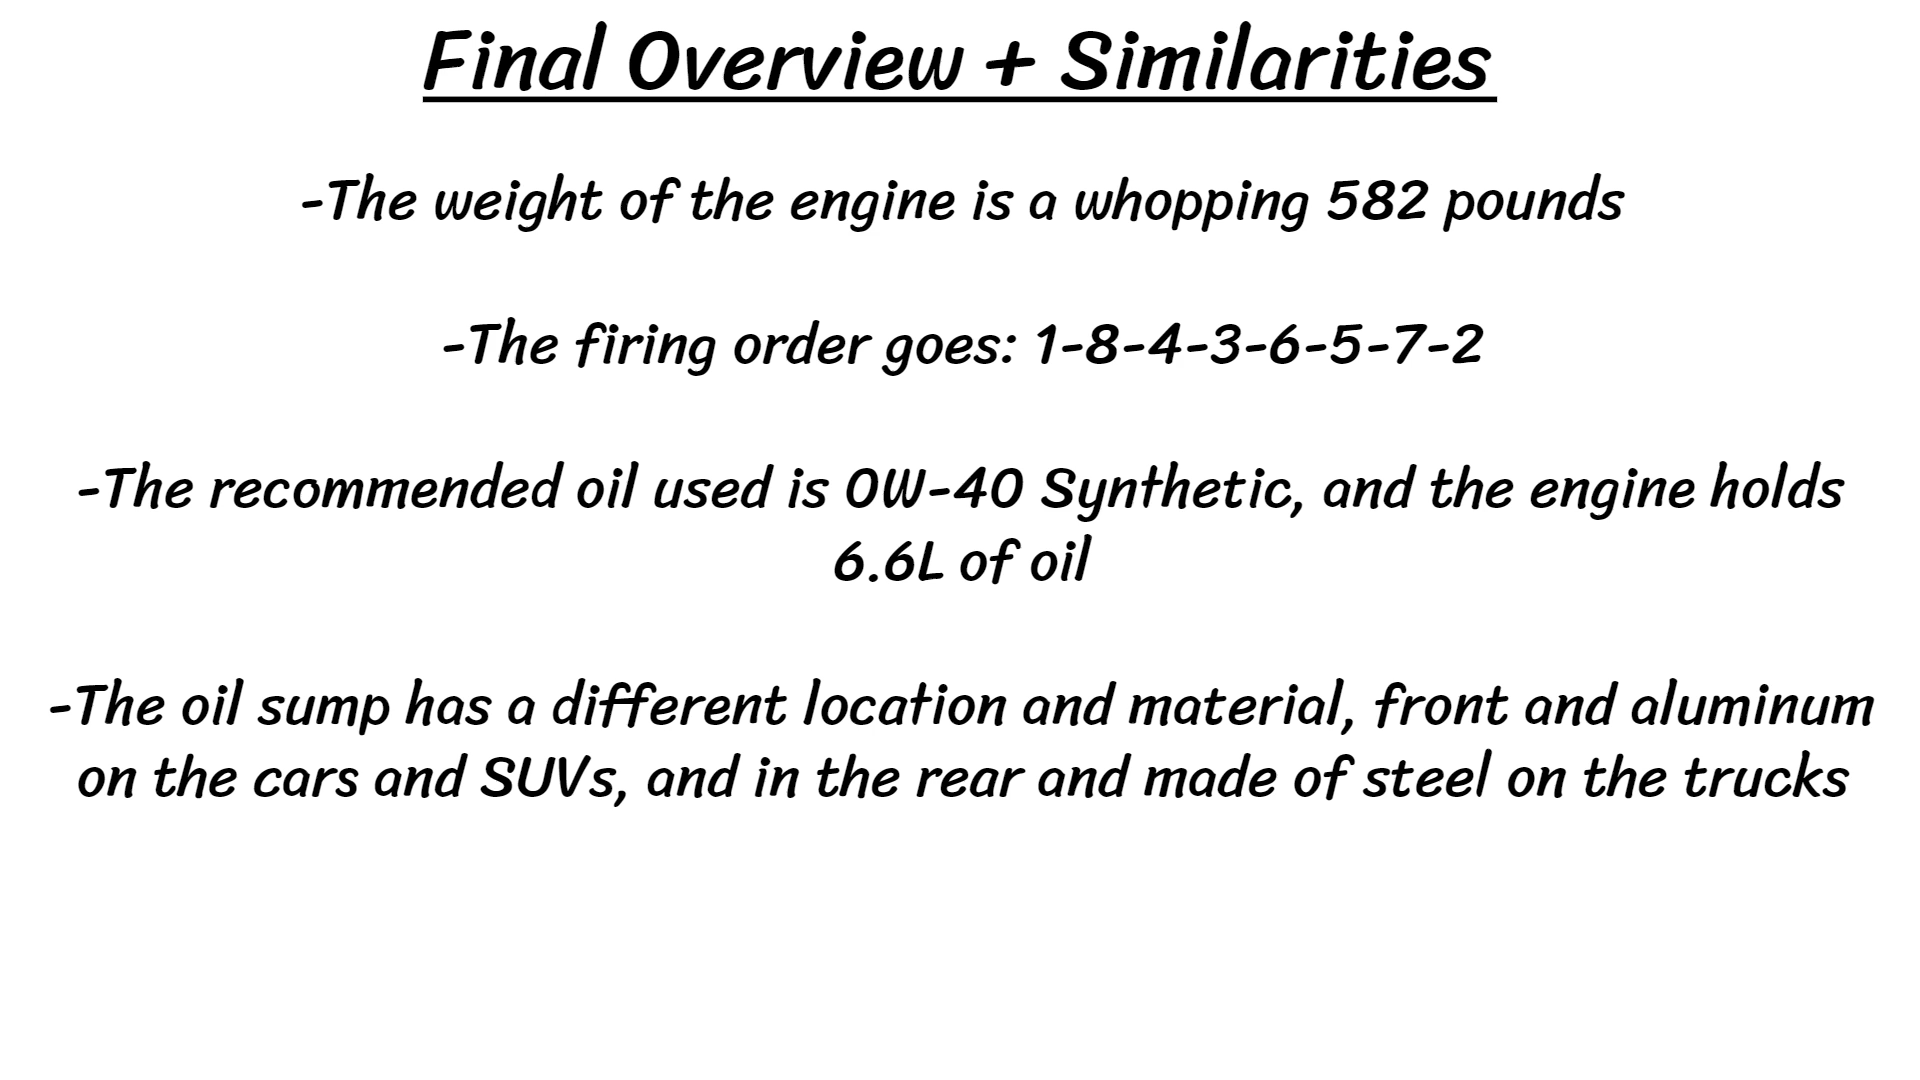 Final Overview + Similarities
-The weight of the engine is a whopping 582 pounds
-The firing order goes: 1-8-4-3-6-5-7-2
-The recommended oil used is 0W-40 Synthetic, and the engine holds
6.6L of oil
-The oil sump has a different location and material, front and aluminum
on the cars and SUVs, and in the rear and made of steel on the trucks